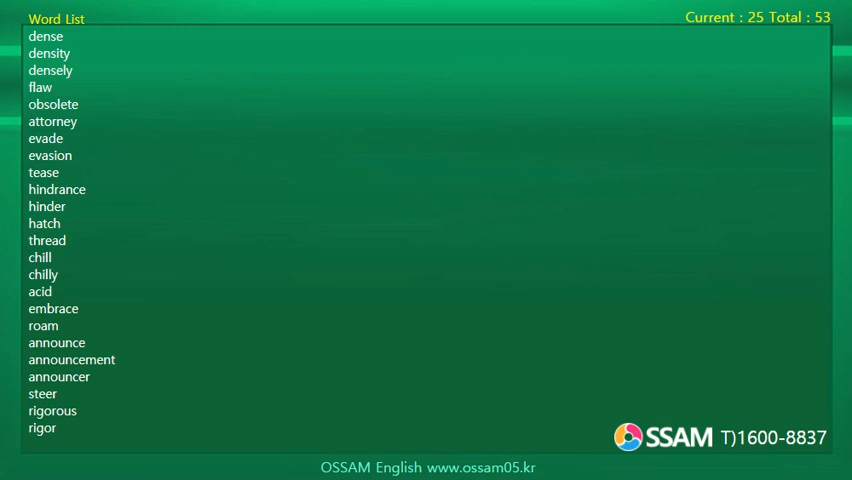 Word List
Current : 25 Total : 53
dense
density
densely
flaw
obsolete
attorney
evade
evasion
tease
hindrance
hinder
hatch
thread
chill
chilly
acid
embrace
roam
announce
announcement
announcer
steer
rigorous
rigor
OSSAM T)1600-8837
OSSAM English www.ossam05.kr